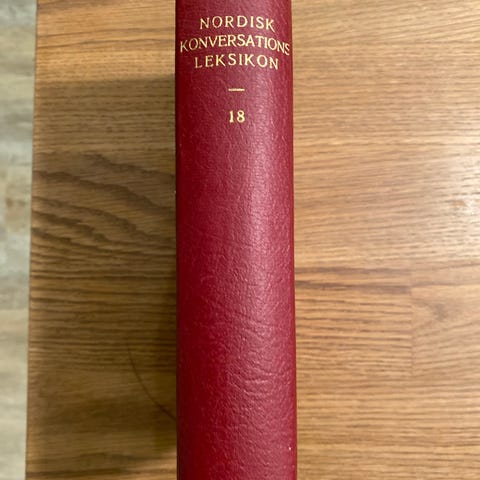 NORDISK
KONVERSATIONS
LEKSIKON
18